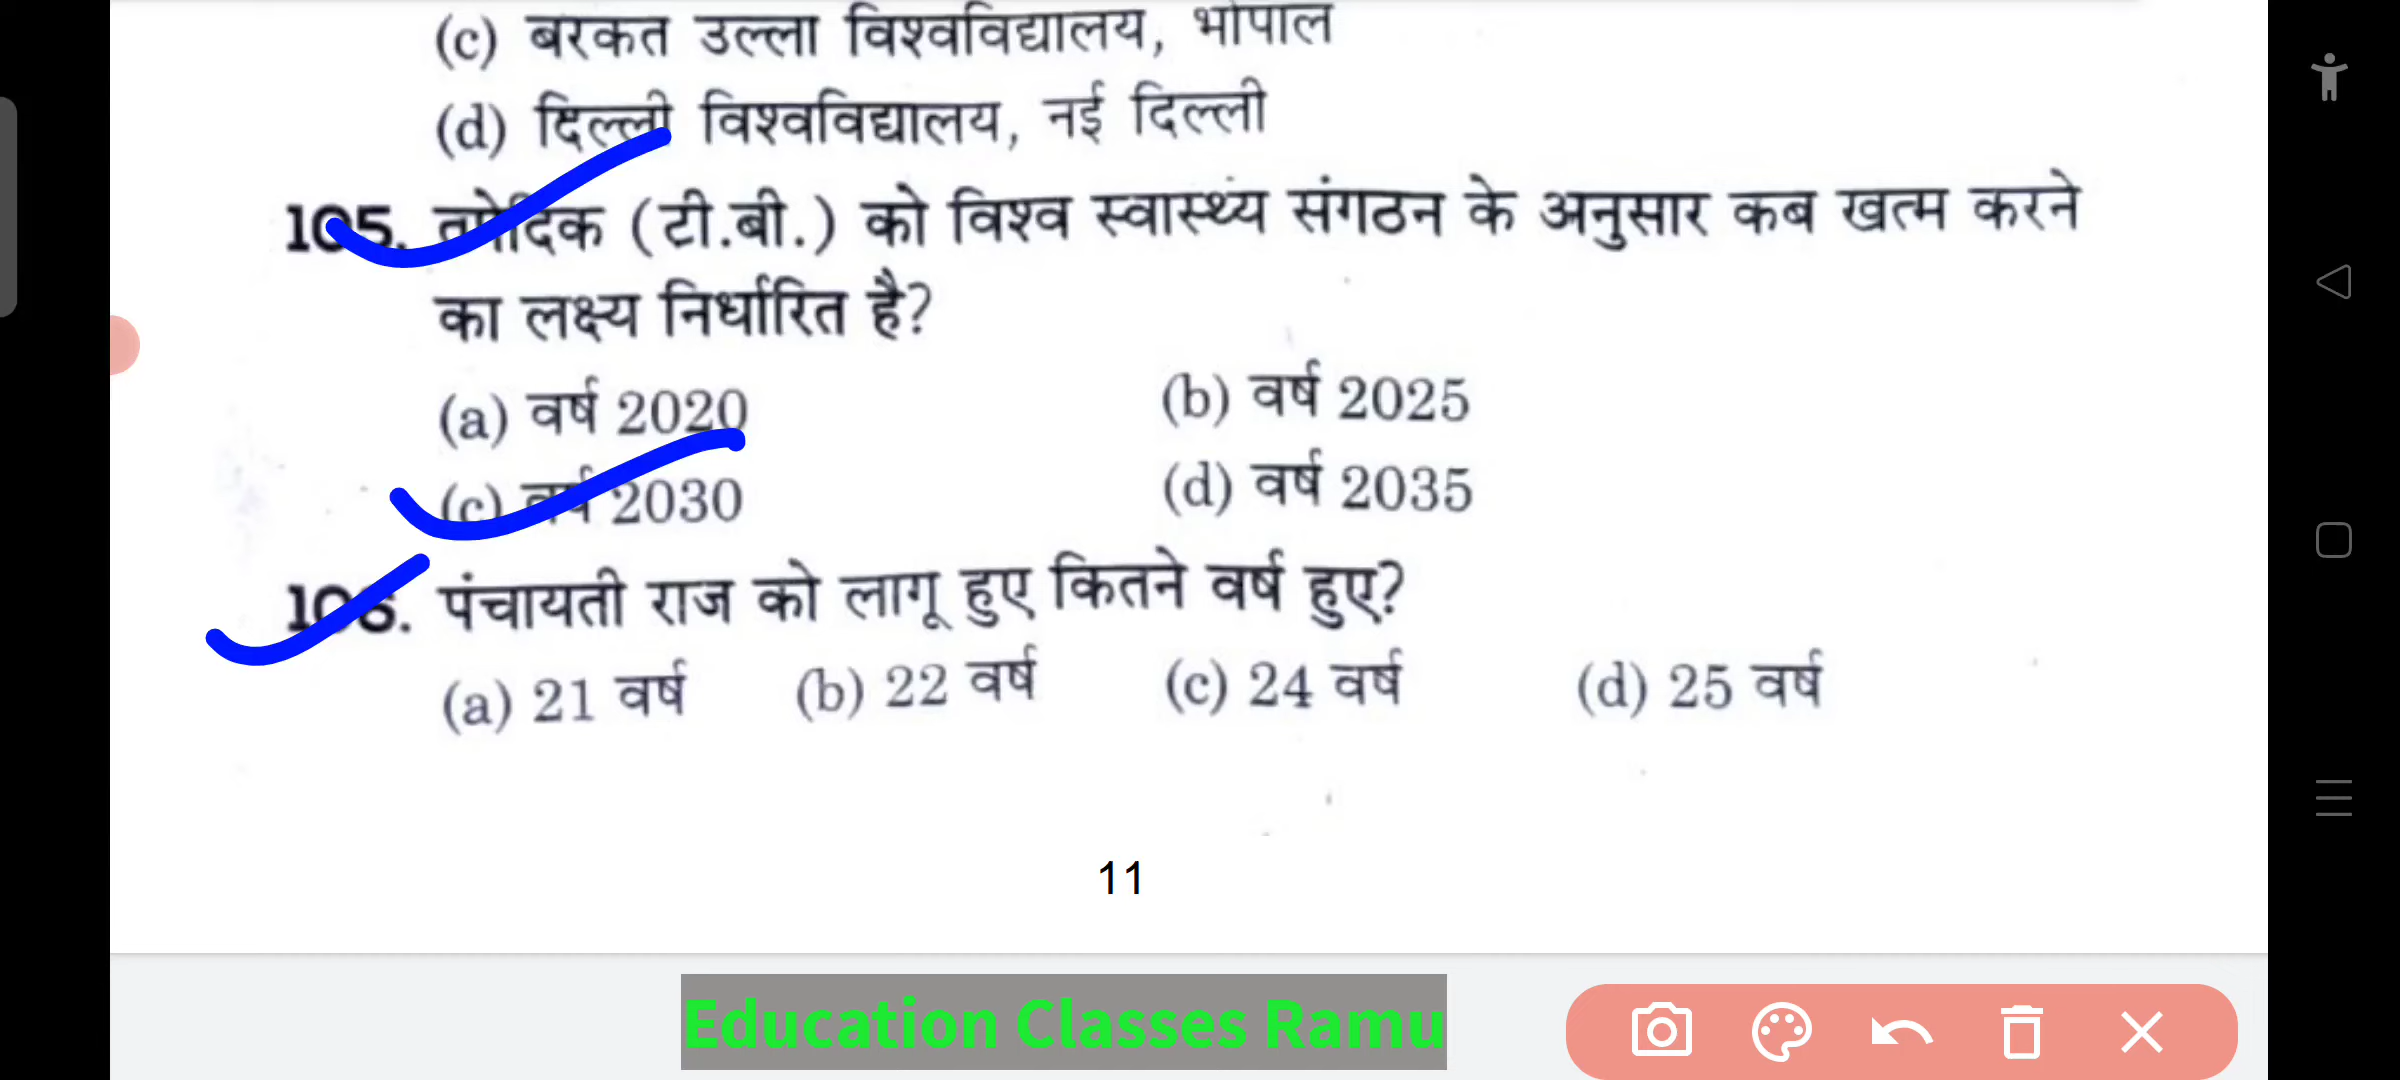 (c) बरकत उल्ला विश्वविद्यालय, भोपाल
(d) दिल्ली विश्वविद्यालय, नई दिल्ली
105. तपेदिक (टी.बी.) को विश्व स्वास्थ्य संगठन के अनुसार कब खत्म करने
का लक्ष्य निर्धारित है?
(a) वर्ष 2020 (b) वर्ष 2025
(c) वर्ष 2030 (d) वर्ष 2035
106. पंचायती राज को लागू हुए कितने वर्ष हुए?
(a) 21 वर्ष (b) 22 वर्ष (c) 24 वर्ष (d) 25 वर्ष
11
Education Classes Ramu